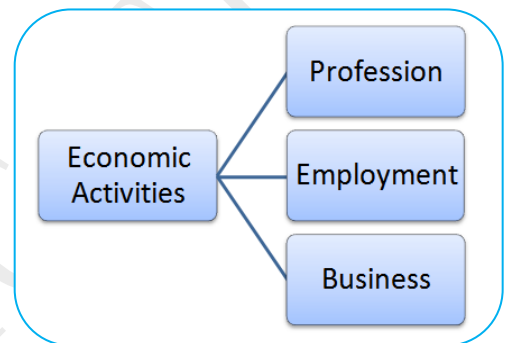 Profession
Economic
Activities
Employment
Business